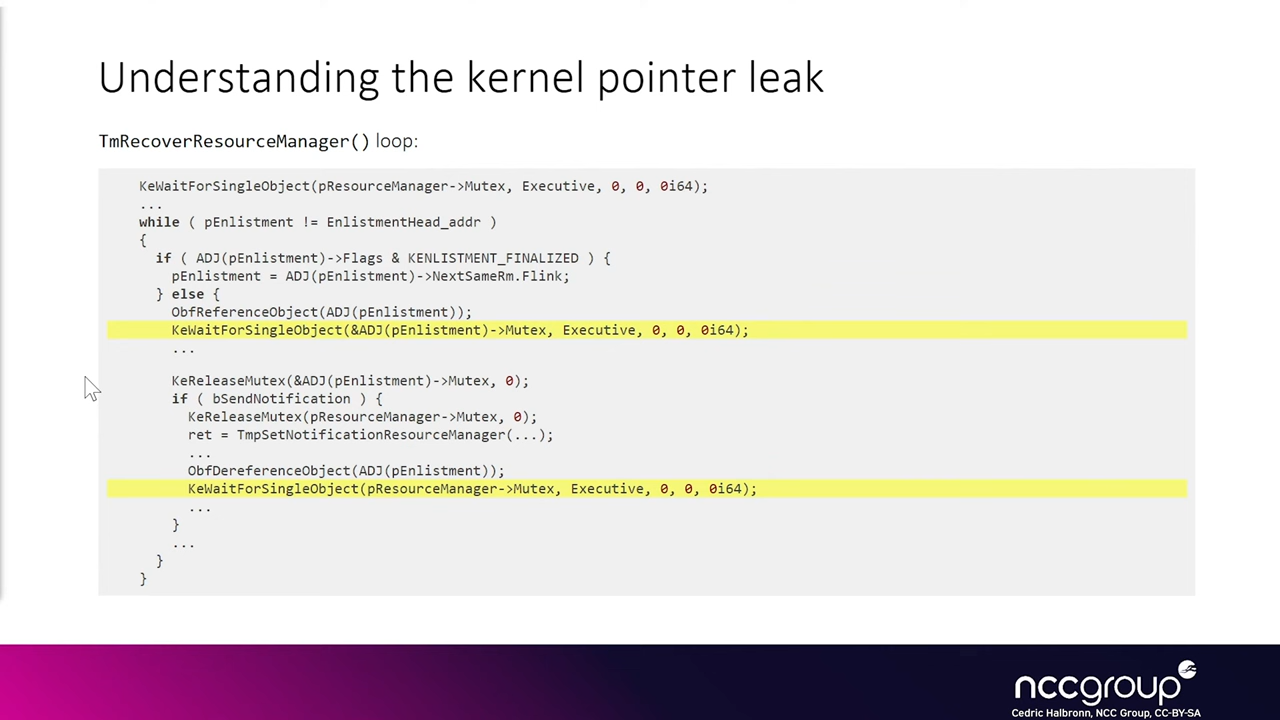 Understanding the kernel pointer leak
TmRecoverResourceManager() loop:
KeWaitForSingleObject(pResourceManager->Mutex, Executive, 0, 0, 0i64);
...
while ( pEnlistment != EnlistmentHead_addr )
{
if ( ADJ(pEnlistment)->Flags & KENLISTMENT_FINALIZED ) {
pEnlistment = ADJ(pEnlistment)->NextSameRm.Flink;
} else {
ObfReferenceObject(ADJ(pEnlistment));
KeWaitForSingleObject(&ADJ(pEnlistment)->Mutex, Executive, 0, 0, 0i64);
...
KeReleaseMutex(&ADJ(pEnlistment)->Mutex, 0);
if ( bSendNotification ) {
KeReleaseMutex(pResourceManager->Mutex, 0);
ret = TmpSetNotificationResourceManager(...);
...
ObfDereferenceObject(ADJ(pEnlistment));
KeWaitForSingleObject(pResourceManager->Mutex, Executive, 0, 0, 0i64);
...
}
...
}
}
nccgroup
Cedric Halbronn, NCC Group, CC-BY-SA